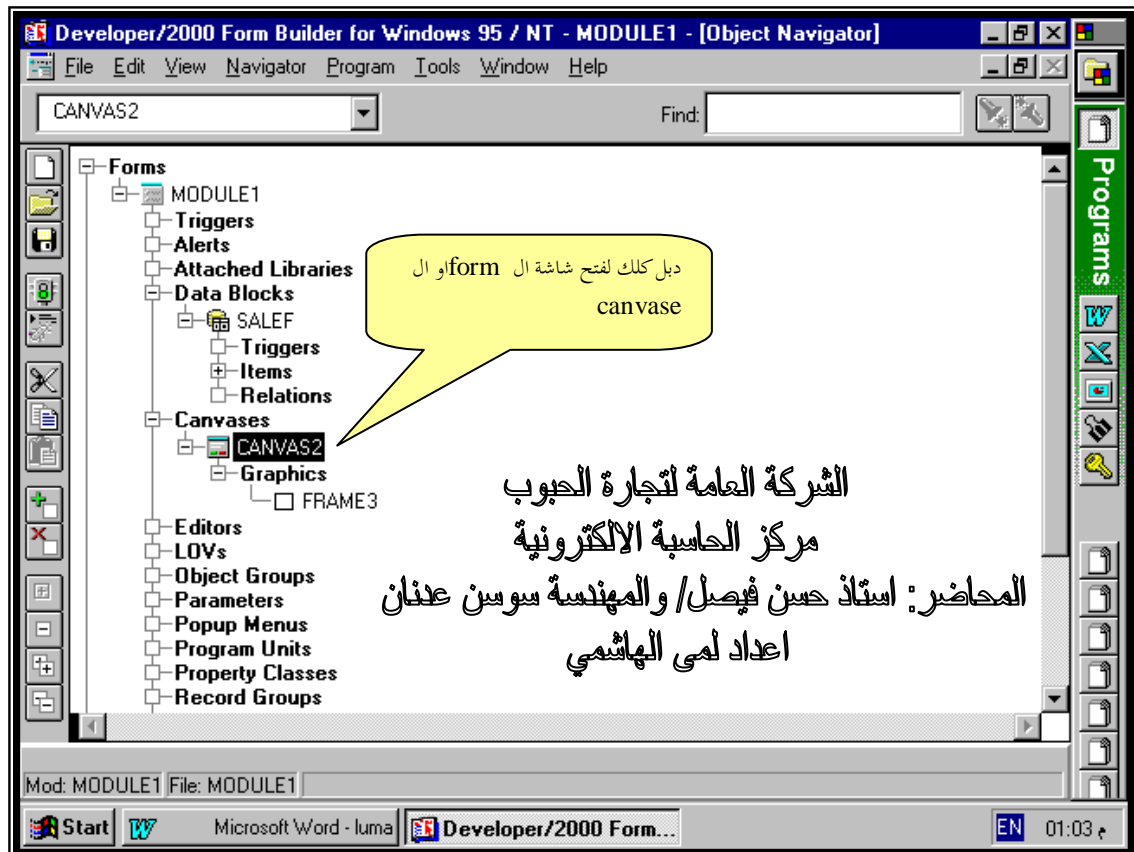 Developer/2000 Form Builder for Windows 95 / NT - MODULE1 - [Object Navigator]
File Edit View Navigator Program Tools Window Help
CANVAS2
Find:
Forms
MODULE1
Triggers
Alerts
Attached Libraries
Data Blocks
SALEF
Triggers
Items
Relations
Canvases
CANVAS2
Graphics
FRAME3
Editors
LOVs
Object Groups
Parameters
Popup Menus
Program Units
Property Classes
Record Groups
دبل كلك لفتح شاشة ال form او ال
canvase
الشركة العامة لتجارة الحبوب
مركز الحاسبة الالكترونية
المحاضر: استاذ حسن فيصل/ و المهندسة سوسن عدنان
اعداد لمى الهاشمي
Programs
Mod: MODULE1 File: MODULE1
Start Microsoft Word - luma Developer/2000 Form... EN 01:03 م